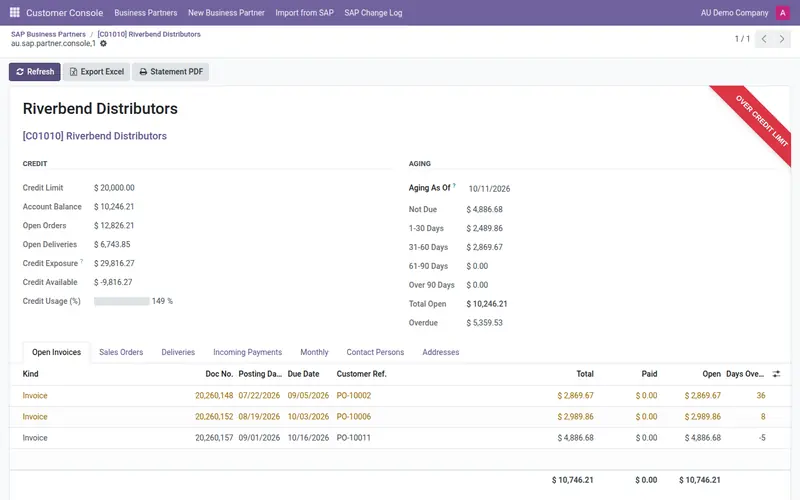 Customer Console Business Partners New Business Partner Import from SAP SAP Change Log AU Demo Company A
SAP Business Partners / [C01010] Riverbend Distributors
au.sap.partner.console,1
1 / 1
Refresh Export Excel Statement PDF
OVER CREDIT LIMIT
Riverbend Distributors
[C01010] Riverbend Distributors
CREDIT
Credit Limit $ 20,000.00
Account Balance $ 10,246.21
Open Orders $ 12,826.21
Open Deliveries $ 6,743.85
Credit Exposure ? $ 29,816.27
Credit Available $ -9,816.27
Credit Usage (%) 149 %
AGING
Aging As Of ? 10/11/2026
Not Due $ 4,886.68
1-30 Days $ 2,489.86
31-60 Days $ 2,869.67
61-90 Days $ 0.00
Over 90 Days $ 0.00
Total Open $ 10,246.21
Overdue $ 5,359.53
Open Invoices Sales Orders Deliveries Incoming Payments Monthly Contact Persons Addresses
Kind Doc No. Posting Da... Due Date Customer Ref. Total Paid Open Days Ove...
Invoice 20,260,148 07/22/2026 09/05/2026 PO-10002 $ 2,869.67 $ 0.00 $ 2,869.67 36
Invoice 20,260,152 08/19/2026 10/03/2026 PO-10006 $ 2,989.86 $ 0.00 $ 2,989.86 8
Invoice 20,260,157 09/01/2026 10/16/2026 PO-10011 $ 4,886.68 $ 0.00 $ 4,886.68 -5
$ 10,746.21 $ 0.00 $ 10,746.21